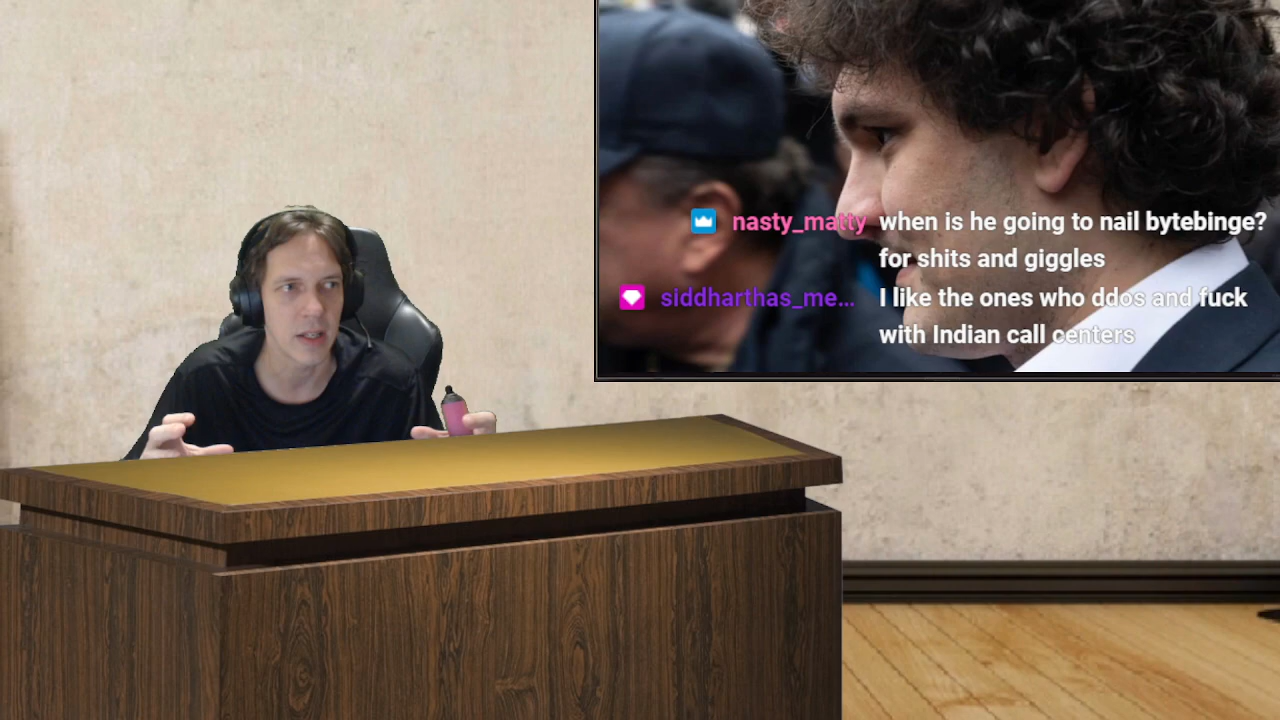 nasty_matty when is he going to nail bytebinge?
for shits and giggles
siddharthas_me... I like the ones who ddos and fuck
with Indian call centers